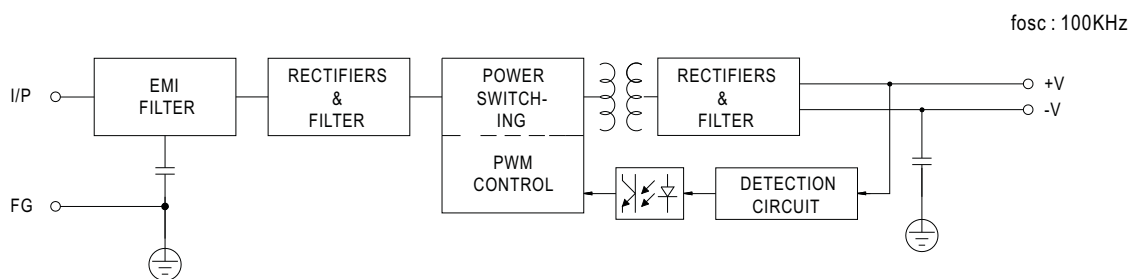 fosc : 100KHz
I/P
EMI
FILTER
RECTIFIERS
&
FILTER
POWER
SWITCH-
ING
PWM
CONTROL
RECTIFIERS
&
FILTER
+V
-V
DETECTION
CIRCUIT
FG